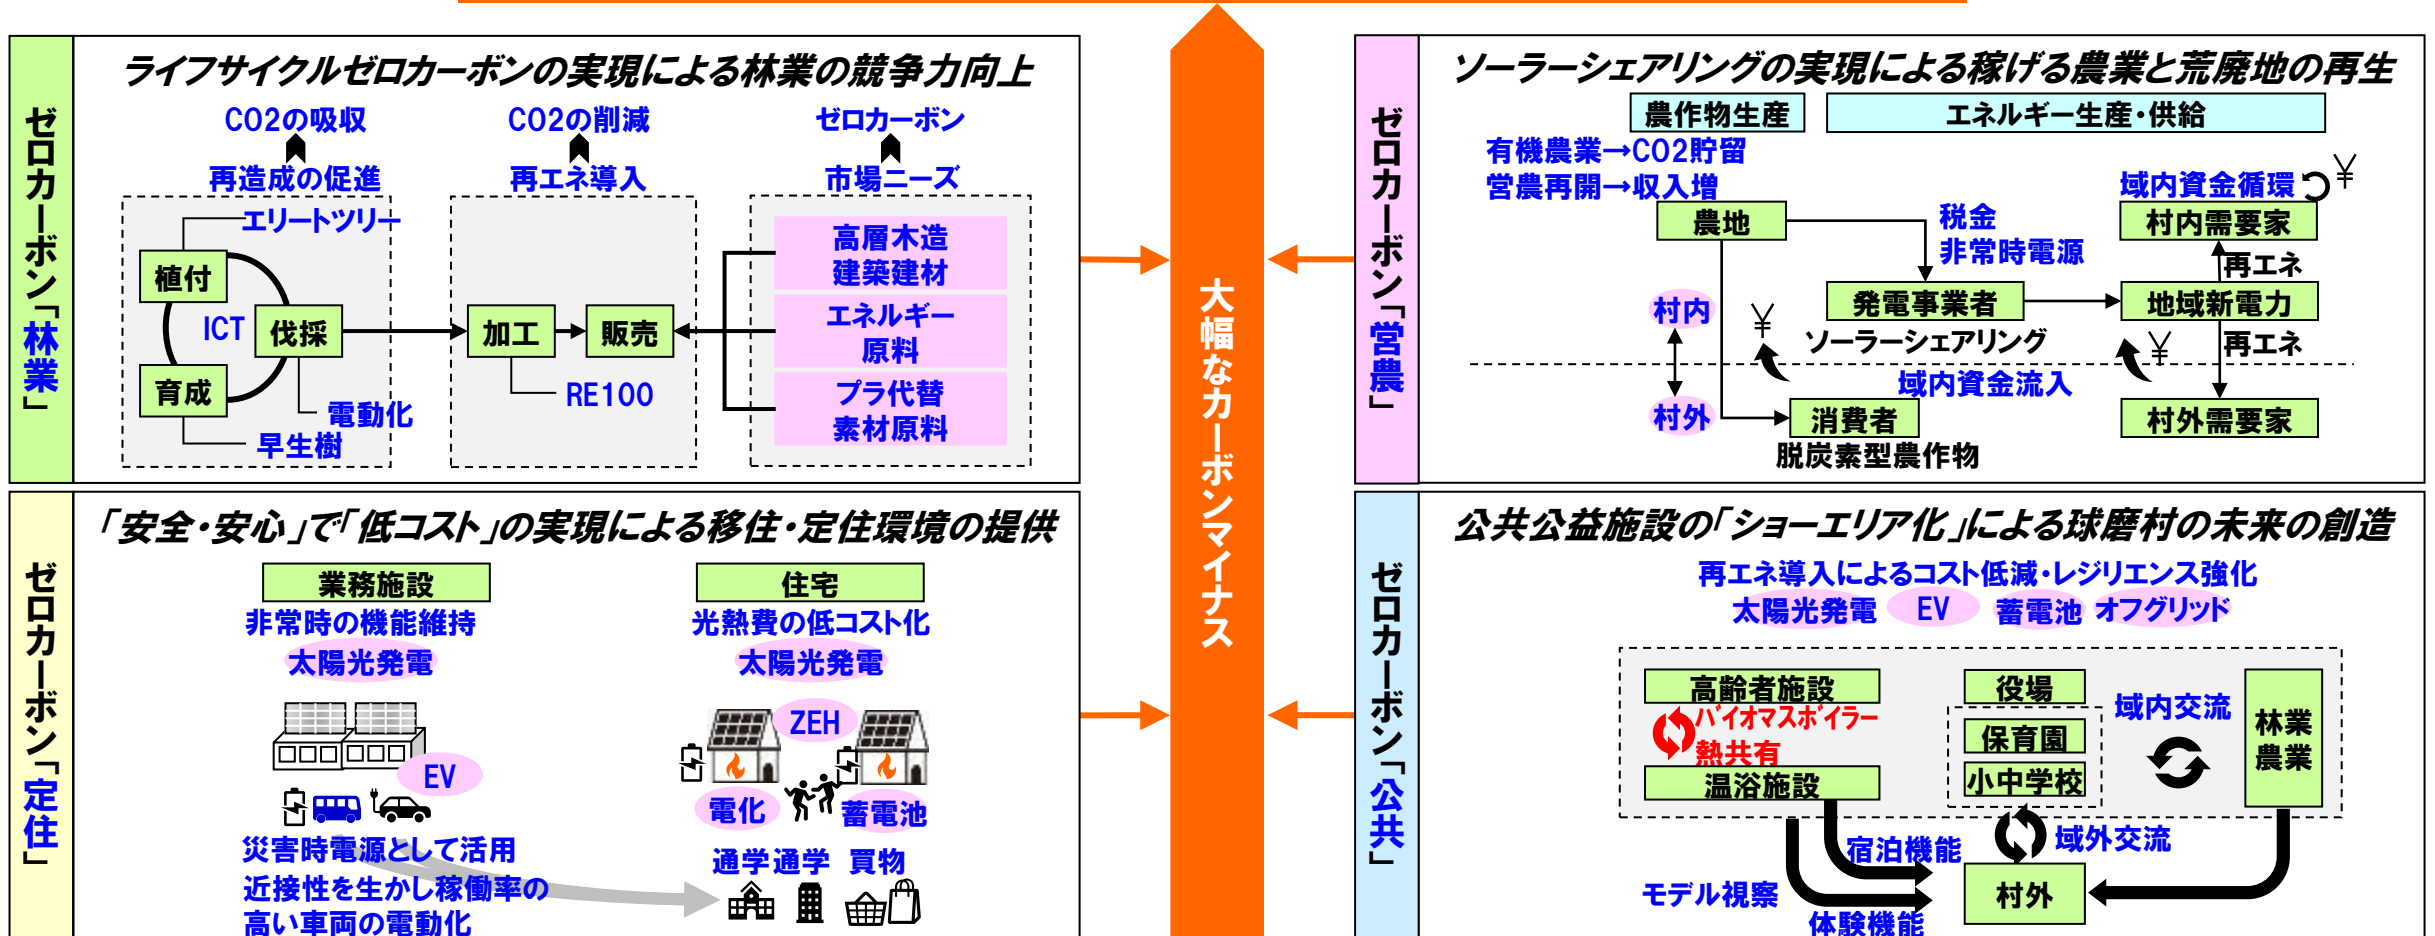 ゼロカーボン「林業」
ライフサイクルゼロカーボンの実現による林業の競争力向上
CO2の吸収
CO2の削減
ゼロカーボン
再造成の促進
再エネ導入
市場ニーズ
エリートツリー
植付
ICT
伐採
育成
電動化
早生樹
加工
販売
RE100
高層木造
建築建材
エネルギー
原料
プラ代替
素材原料
大幅なカーボンマイナス
ゼロカーボン「営農」
ソーラーシェアリングの実現による稼げる農業と荒廃地の再生
農作物生産
エネルギー生産・供給
有機農業→CO2貯留
営農再開→収入増
域内資金循環
¥
農地
税金
非常時電源
村内需要家
再エネ
村内
¥
発電事業者
地域新電力
ソーラーシェアリング
¥
再エネ
域内資金流入
村外
消費者
村外需要家
脱炭素型農作物
ゼロカーボン「定住」
「安全・安心」で「低コスト」の実現による移住・定住環境の提供
業務施設
住宅
非常時の機能維持
光熱費の低コスト化
太陽光発電
太陽光発電
ZEH
EV
電化
蓄電池
災害時電源として活用
近接性を生かし稼働率の
高い車両の電動化
通学
通学
買物
ゼロカーボン「公共」
公共公益施設の「ショーエリア化」による球磨村の未来の創造
再エネ導入によるコスト低減・レジリエンス強化
太陽光発電
EV
蓄電池
オフグリッド
高齢者施設
バイオマスボイラー
熱共有
温浴施設
役場
保育園
小中学校
域内交流
林業
農業
宿泊機能
域外交流
モデル視察
体験機能
村外